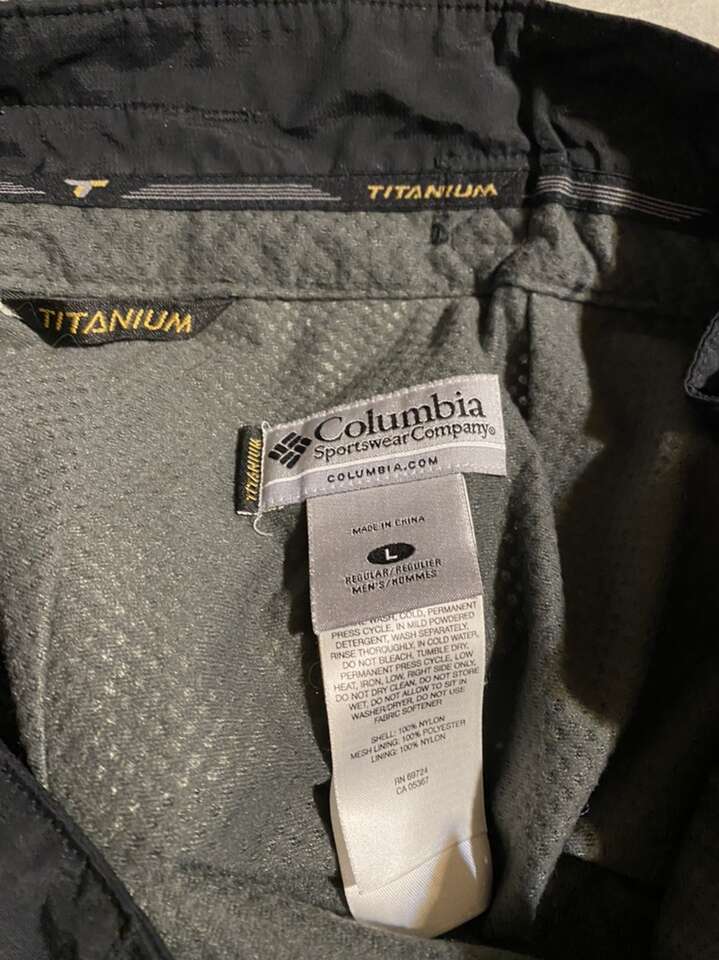 TITANIUM
TITANIUM
Columbia
Sportswear Company®
COLUMBIA.COM
TITANIUM
MADE IN CHINA
L
REGULAR/REGULIER
MEN'S/HOMMES
WASH, COLD, PERMANENT
PRESS CYCLE, IN MILD POWDERED
DETERGENT, WASH SEPARATELY,
RINSE THOROUGHLY, IN COLD WATER,
DO NOT BLEACH, TUMBLE DRY,
PERMANENT PRESS CYCLE, LOW
HEAT, IRON, LOW, RIGHT SIDE ONLY,
DO NOT DRY CLEAN, DO NOT STORE
WET, DO NOT ALLOW TO SIT IN
WASHER/DRYER, DO NOT USE
FABRIC SOFTENER
SHELL: 100% NYLON
MESH LINING: 100% POLYESTER
LINING: 100% NYLON
RN 69724
CA 05367